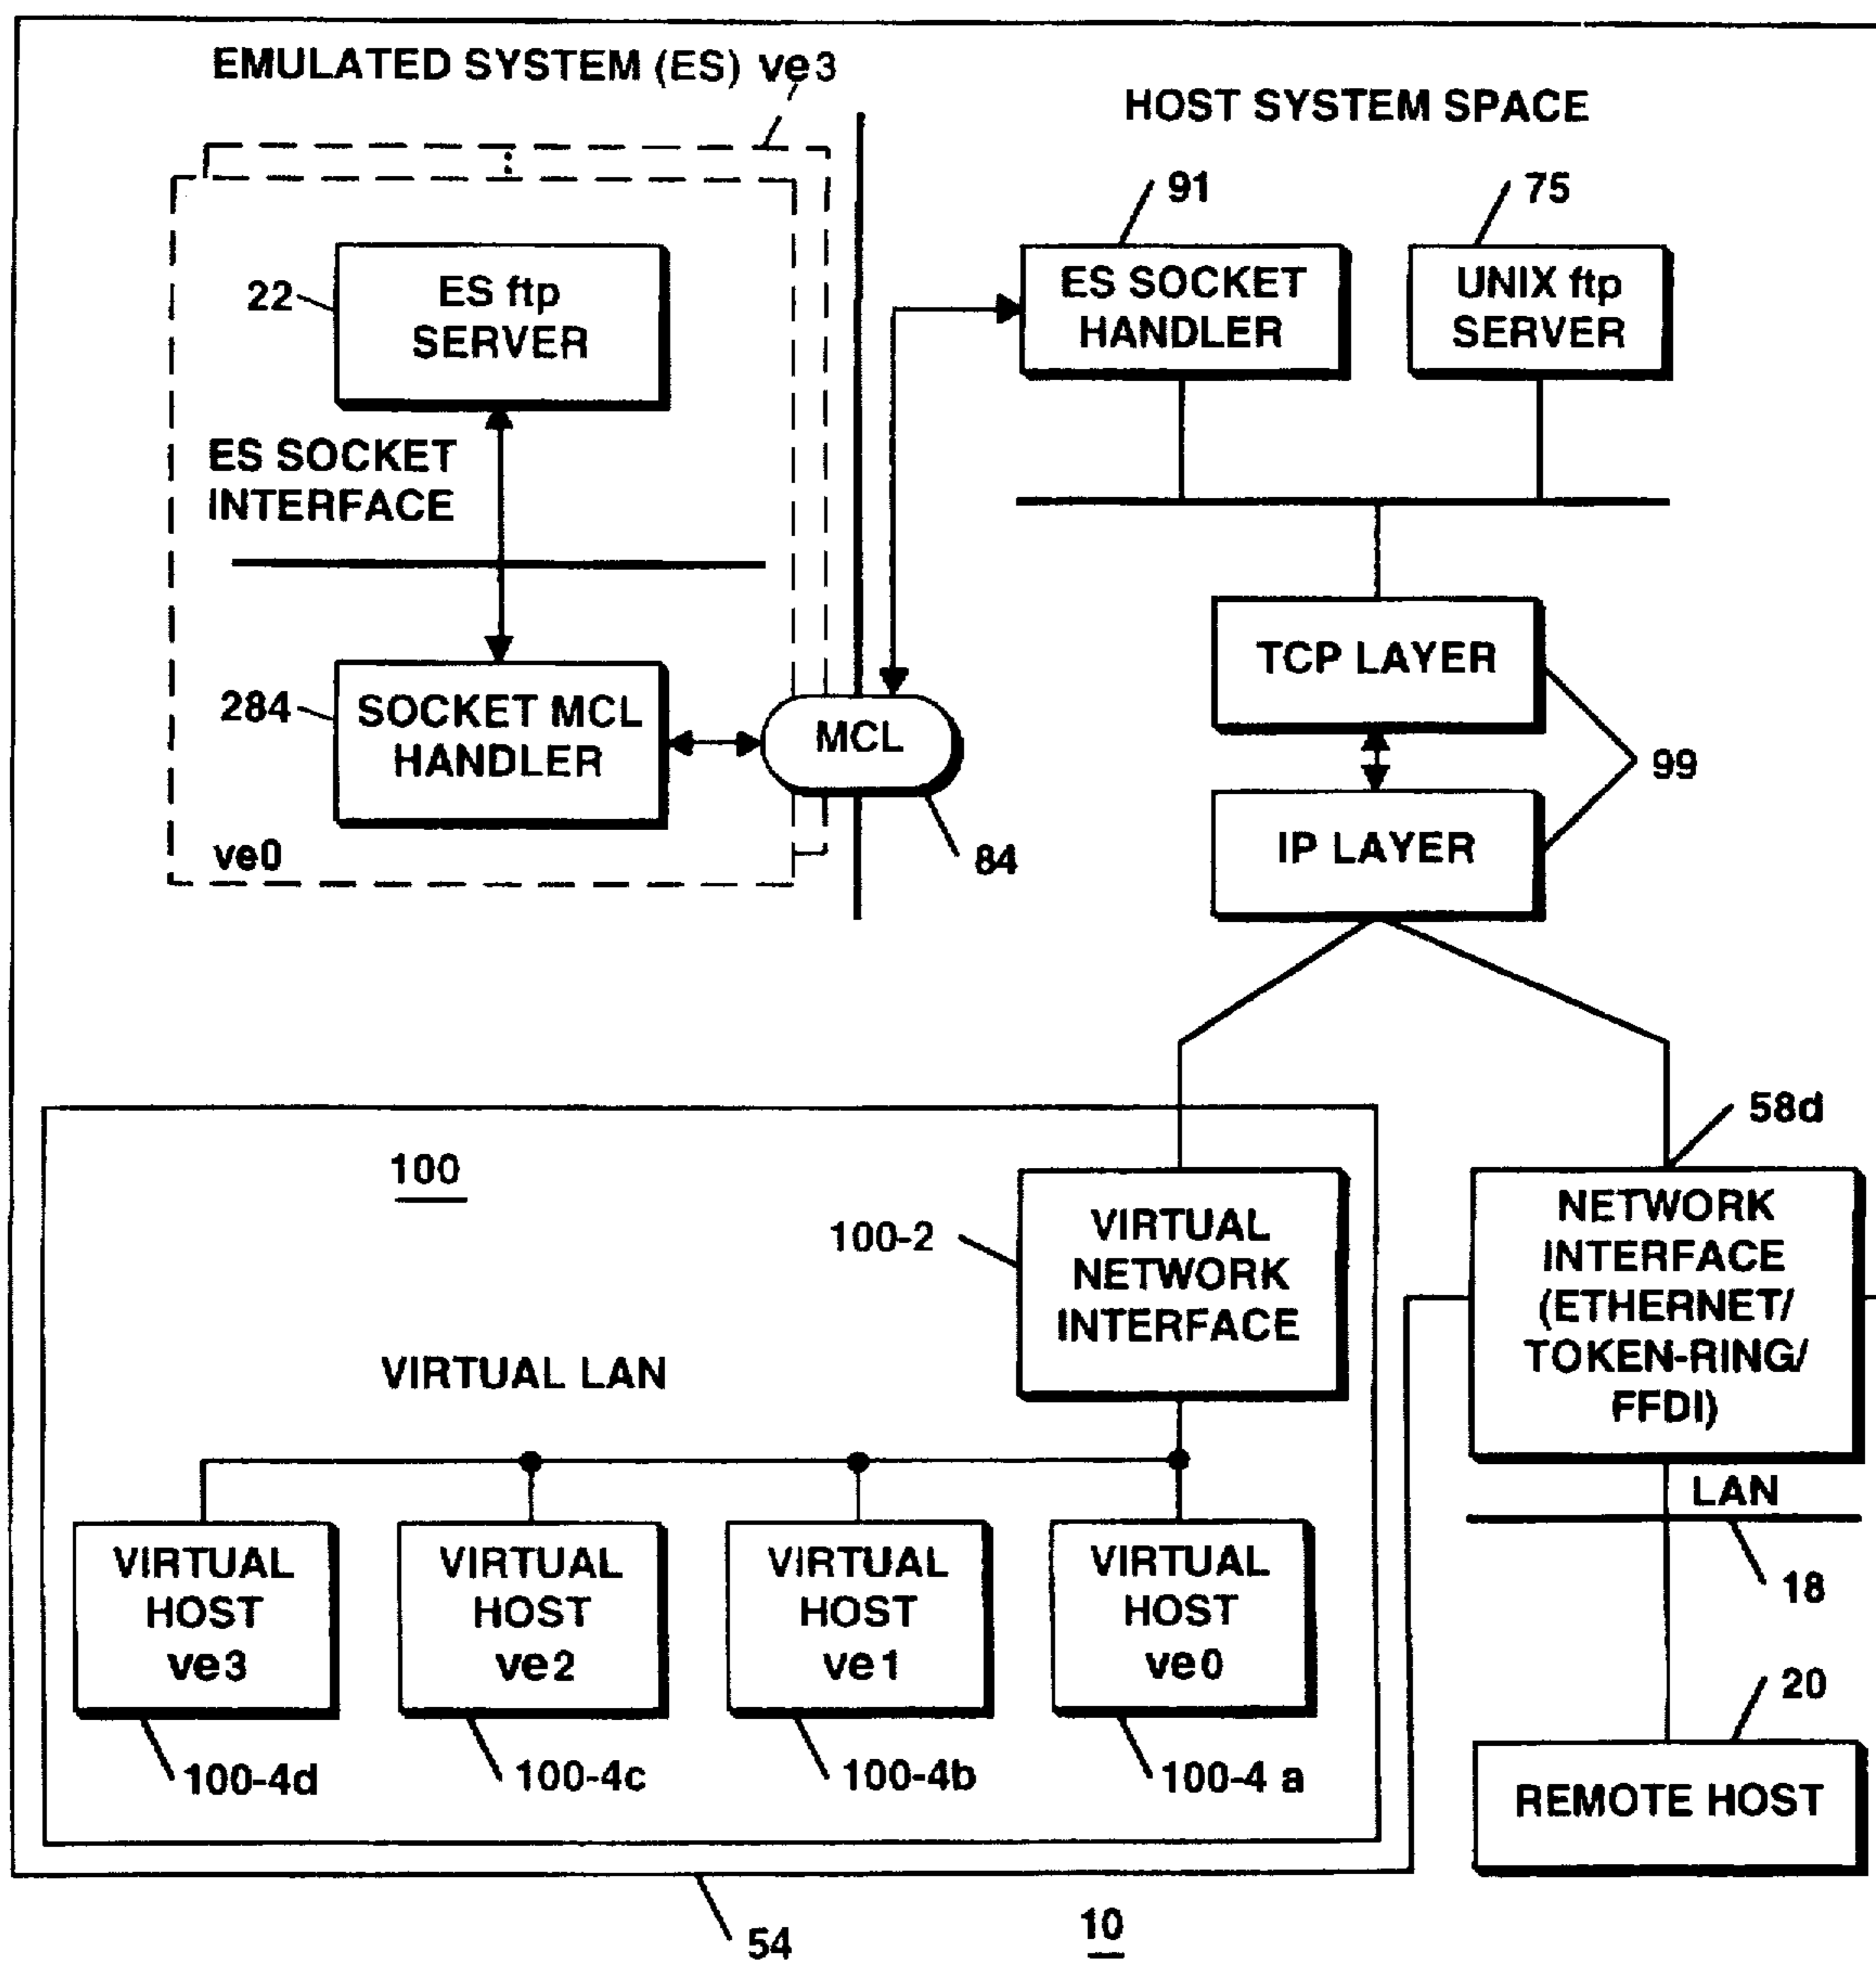 EMULATED SYSTEM (ES) ve3
HOST SYSTEM SPACE
91
75
22
ES ftp
SERVER
ES SOCKET
HANDLER
UNIX ftp
SERVER
ES SOCKET
INTERFACE
284
SOCKET MCL
HANDLER
MCL
TCP LAYER
99
IP LAYER
ve0
84
58d
100
100-2
VIRTUAL
NETWORK
INTERFACE
NETWORK
INTERFACE
(ETHERNET/
TOKEN-RING/
FFDI)
VIRTUAL LAN
LAN
18
VIRTUAL
HOST
ve3
VIRTUAL
HOST
ve2
VIRTUAL
HOST
ve1
VIRTUAL
HOST
ve0
20
100-4d
100-4c
100-4b
100-4 a
REMOTE HOST
54
10